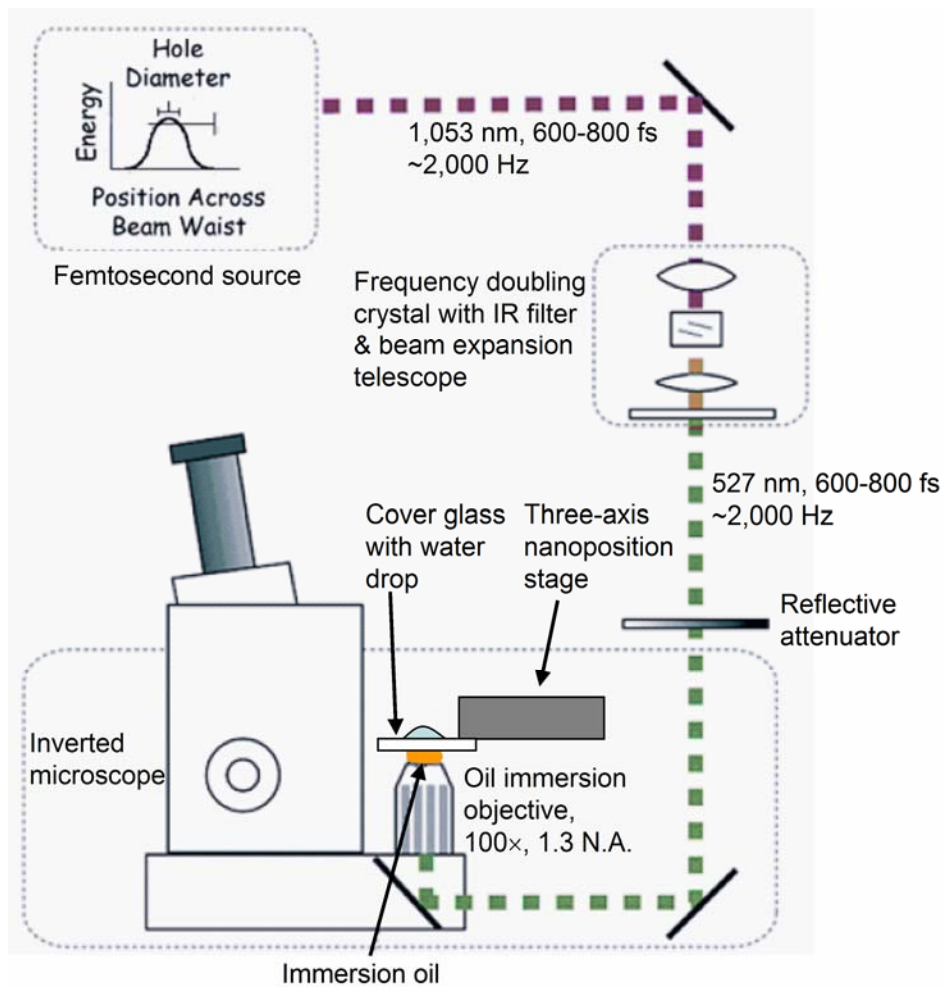 Hole
Diameter
Energy
Position Across
Beam Waist
Femtosecond source
1,053 nm, 600-800 fs
~2,000 Hz
Frequency doubling
crystal with IR filter
& beam expansion
telescope
527 nm, 600-800 fs
~2,000 Hz
Cover glass
with water
drop
Three-axis
nanoposition
stage
Reflective
attenuator
Inverted
microscope
Oil immersion
objective,
100×, 1.3 N.A.
Immersion oil